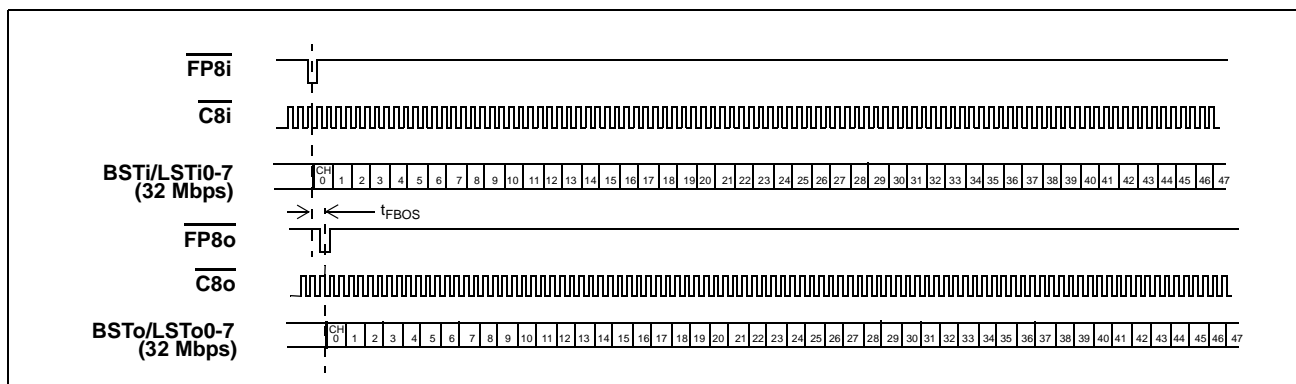 FP8i
C8i
BSTi/LSTi0-7
(32 Mbps)
CH
0 1 2 3 4 5 6 7 8 9 10 11 12 13 14 15 16 17 18 19 20 21 22 23 24 25 26 27 28 29 30 31 32 33 34 35 36 37 38 39 40 41 42 43 44 45 46 47
tFBOS
FP8o
C8o
BSTo/LSTo0-7
(32 Mbps)
CH
0 1 2 3 4 5 6 7 8 9 10 11 12 13 14 15 16 17 18 19 20 21 22 23 24 25 26 27 28 29 30 31 32 33 34 35 36 37 38 39 40 41 42 43 44 45 46 47